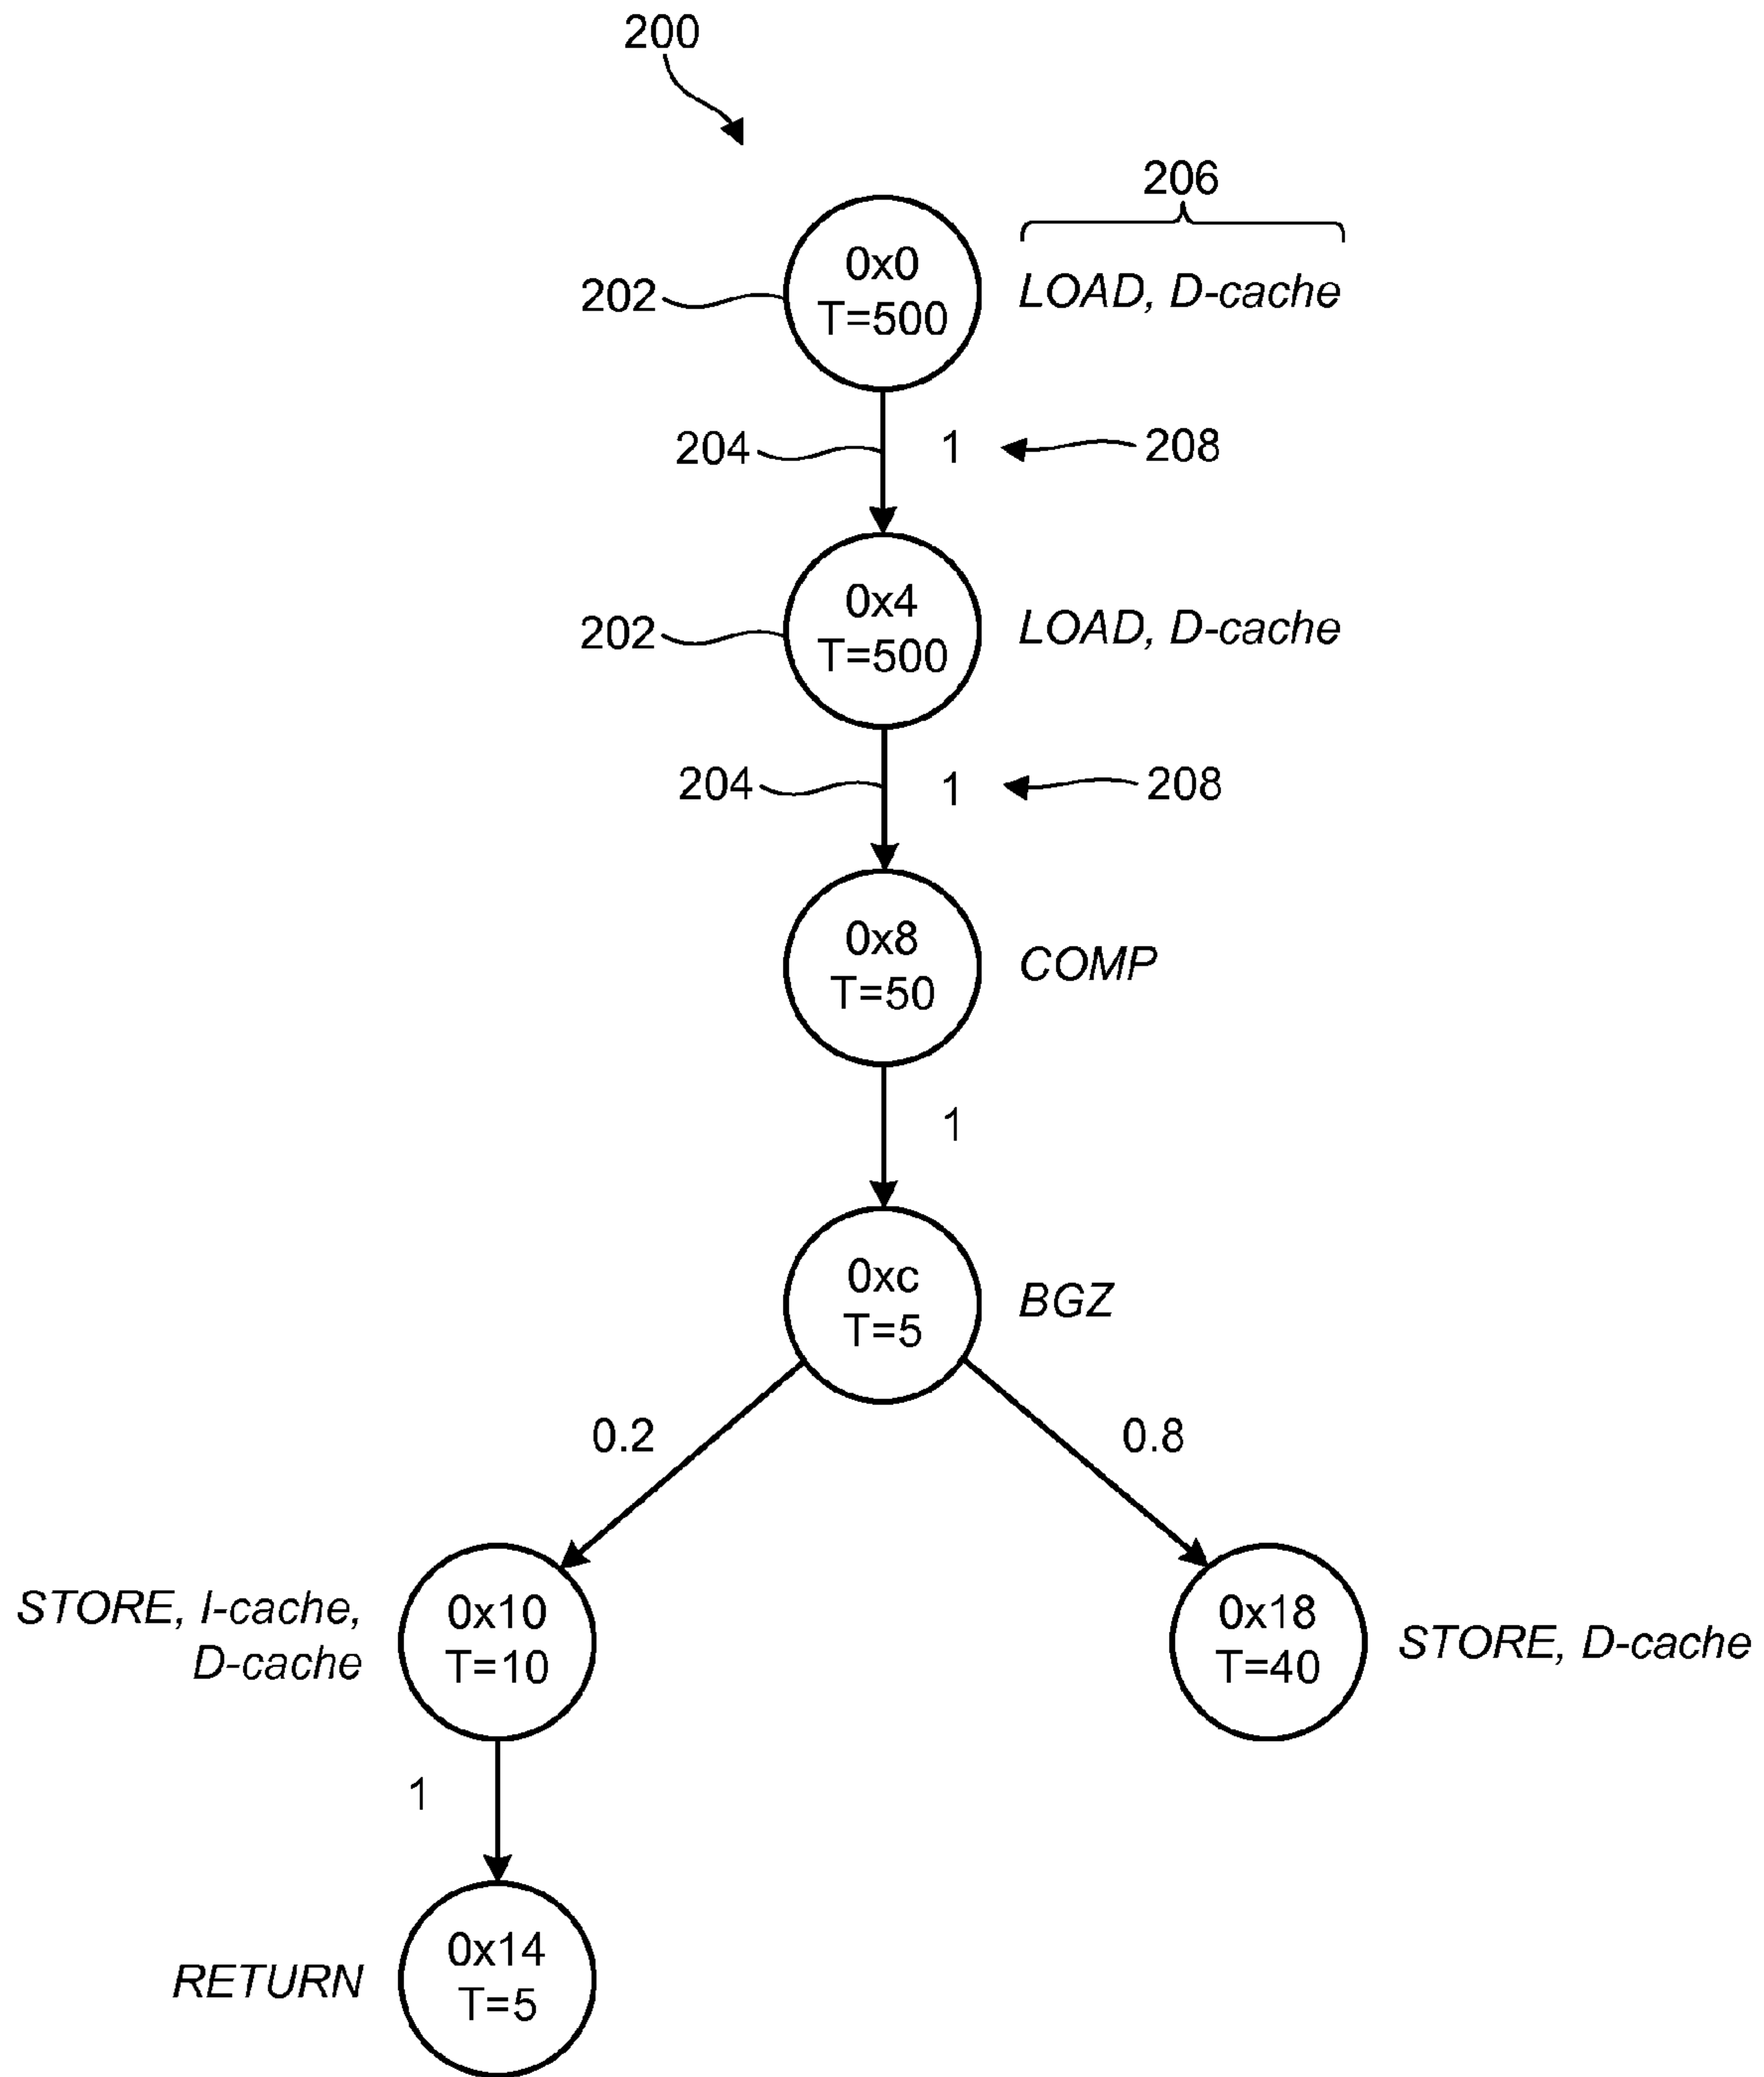 200
206
0x0
T=500
202
LOAD, D-cache
204
1
208
0x4
T=500
202
LOAD, D-cache
204
1
208
0x8
T=50
COMP
1
0xc
T=5
BGZ
0.2
0.8
STORE, I-cache,
D-cache
0x10
T=10
0x18
T=40
STORE, D-cache
1
0x14
T=5
RETURN